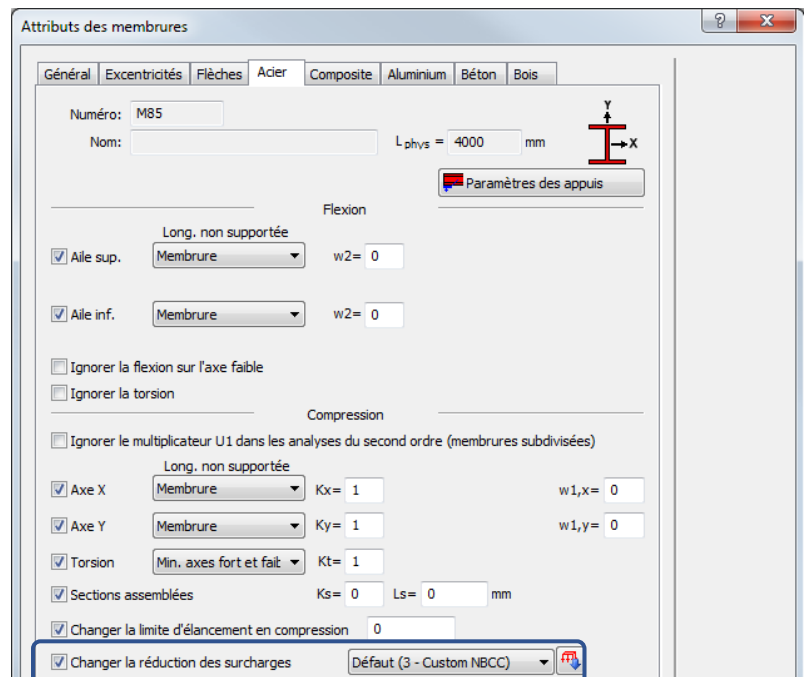 Attributs des membrures
Général Excentricités Flèches Acier Composite Aluminium Béton Bois
Numéro: M85
Nom: L phys = 4000 mm
Y
X
Paramètres des appuis
Flexion
Long. non supportée
Aile sup. Membrure w2= 0
Aile inf. Membrure w2= 0
Ignorer la flexion sur l'axe faible
Ignorer la torsion
Compression
Ignorer le multiplicateur U1 dans les analyses du second ordre (membrures subdivisées)
Long. non supportée
Axe X Membrure Kx= 1 w1,x= 0
Axe Y Membrure Ky= 1 w1,y= 0
Torsion Min. axes fort et faib Kt= 1
Sections assemblées Ks= 0 Ls= 0 mm
Changer la limite d'élancement en compression 0
Changer la réduction des surcharges Défaut (3 - Custom NBCC)